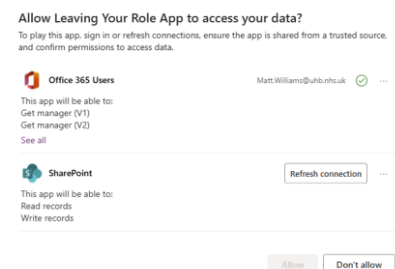 Allow Leaving Your Role App to access your data?
To play this app, sign in or refresh connections, ensure the app is shared from a trusted source,
and confirm permissions to access data.
Office 365 Users
Matt.Williams@uhb.nhs.uk
This app will be able to:
Get manager (V1)
Get manager (V2)
See all
SharePoint
Refresh connection
This app will be able to:
Read records
Write records
Allow
Don't allow